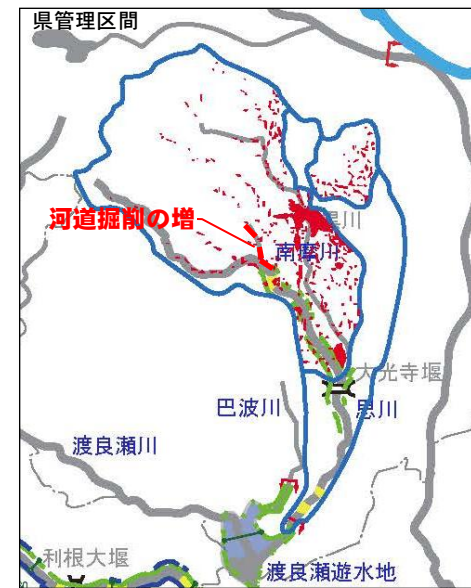 県管理区間
河道掘削の増
黒川
南摩川
大光寺堰
巴波川
思川
渡良瀬川
利根大堰
渡良瀬遊水地